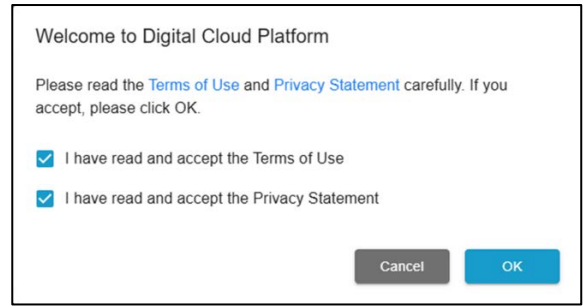 Welcome to Digital Cloud Platform
Please read the Terms of Use and Privacy Statement carefully. If you
accept, please click OK.
I have read and accept the Terms of Use
I have read and accept the Privacy Statement
Cancel OK